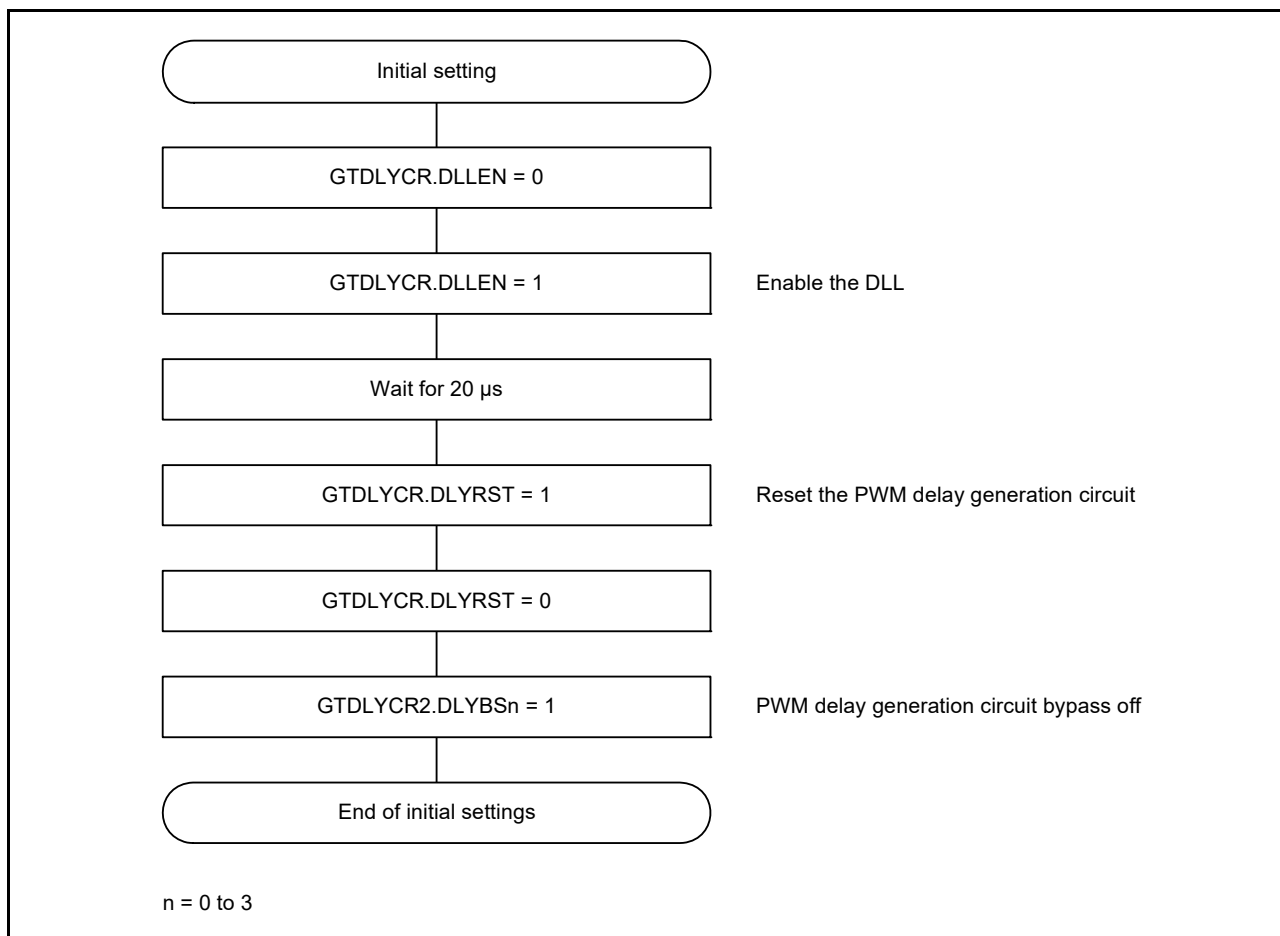 Initial setting
GTDLYCR.DLLEN = 0
GTDLYCR.DLLEN = 1
Enable the DLL
Wait for 20 µs
GTDLYCR.DLYRST = 1
Reset the PWM delay generation circuit
GTDLYCR.DLYRST = 0
GTDLYCR2.DLYBSn = 1
PWM delay generation circuit bypass off
End of initial settings
n = 0 to 3